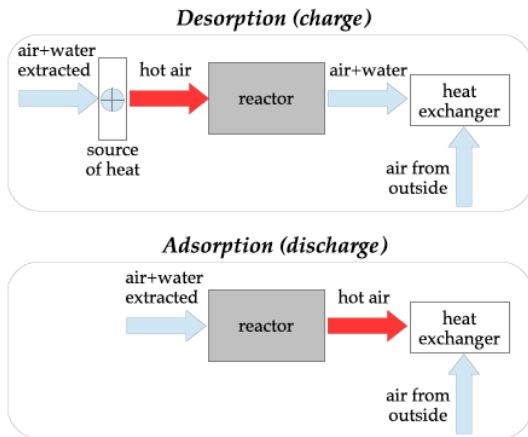 Desorption (charge)
air+water
extracted
hot air
reactor
air+water
heat
exchanger
source
of heat
air from
outside
Adsorption (discharge)
air+water
extracted
reactor
hot air
heat
exchanger
air from
outside